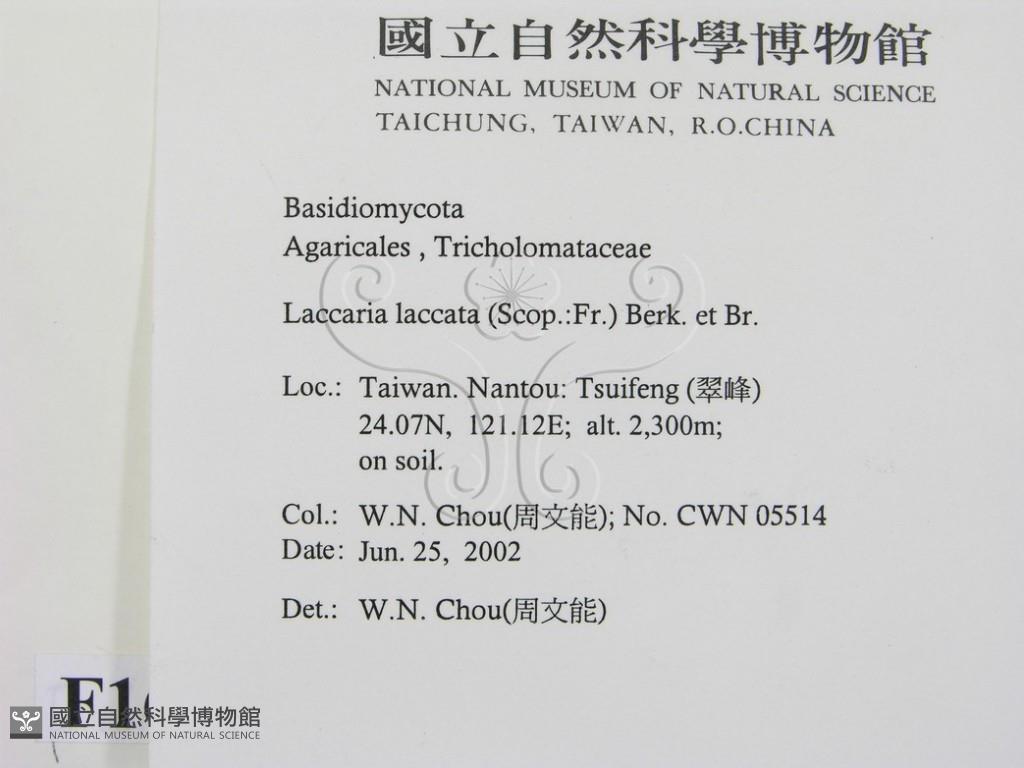 國立自然科學博物館
NATIONAL MUSEUM OF NATURAL SCIENCE
TAICHUNG, TAIWAN, R.O.CHINA
Basidiomycota
Agaricales , Tricholomataceae
Laccaria laccata (Scop.:Fr.) Berk. et Br.
Loc.: Taiwan. Nantou: Tsuifeng (翠峰)
24.07N, 121.12E; alt. 2,300m;
on soil.
Col.: W.N. Chou(周文能); No. CWN 05514
Date: Jun. 25, 2002
Det.: W.N. Chou(周文能)
國立自然科學博物館
NATIONAL MUSEUM OF NATURAL SCIENCE